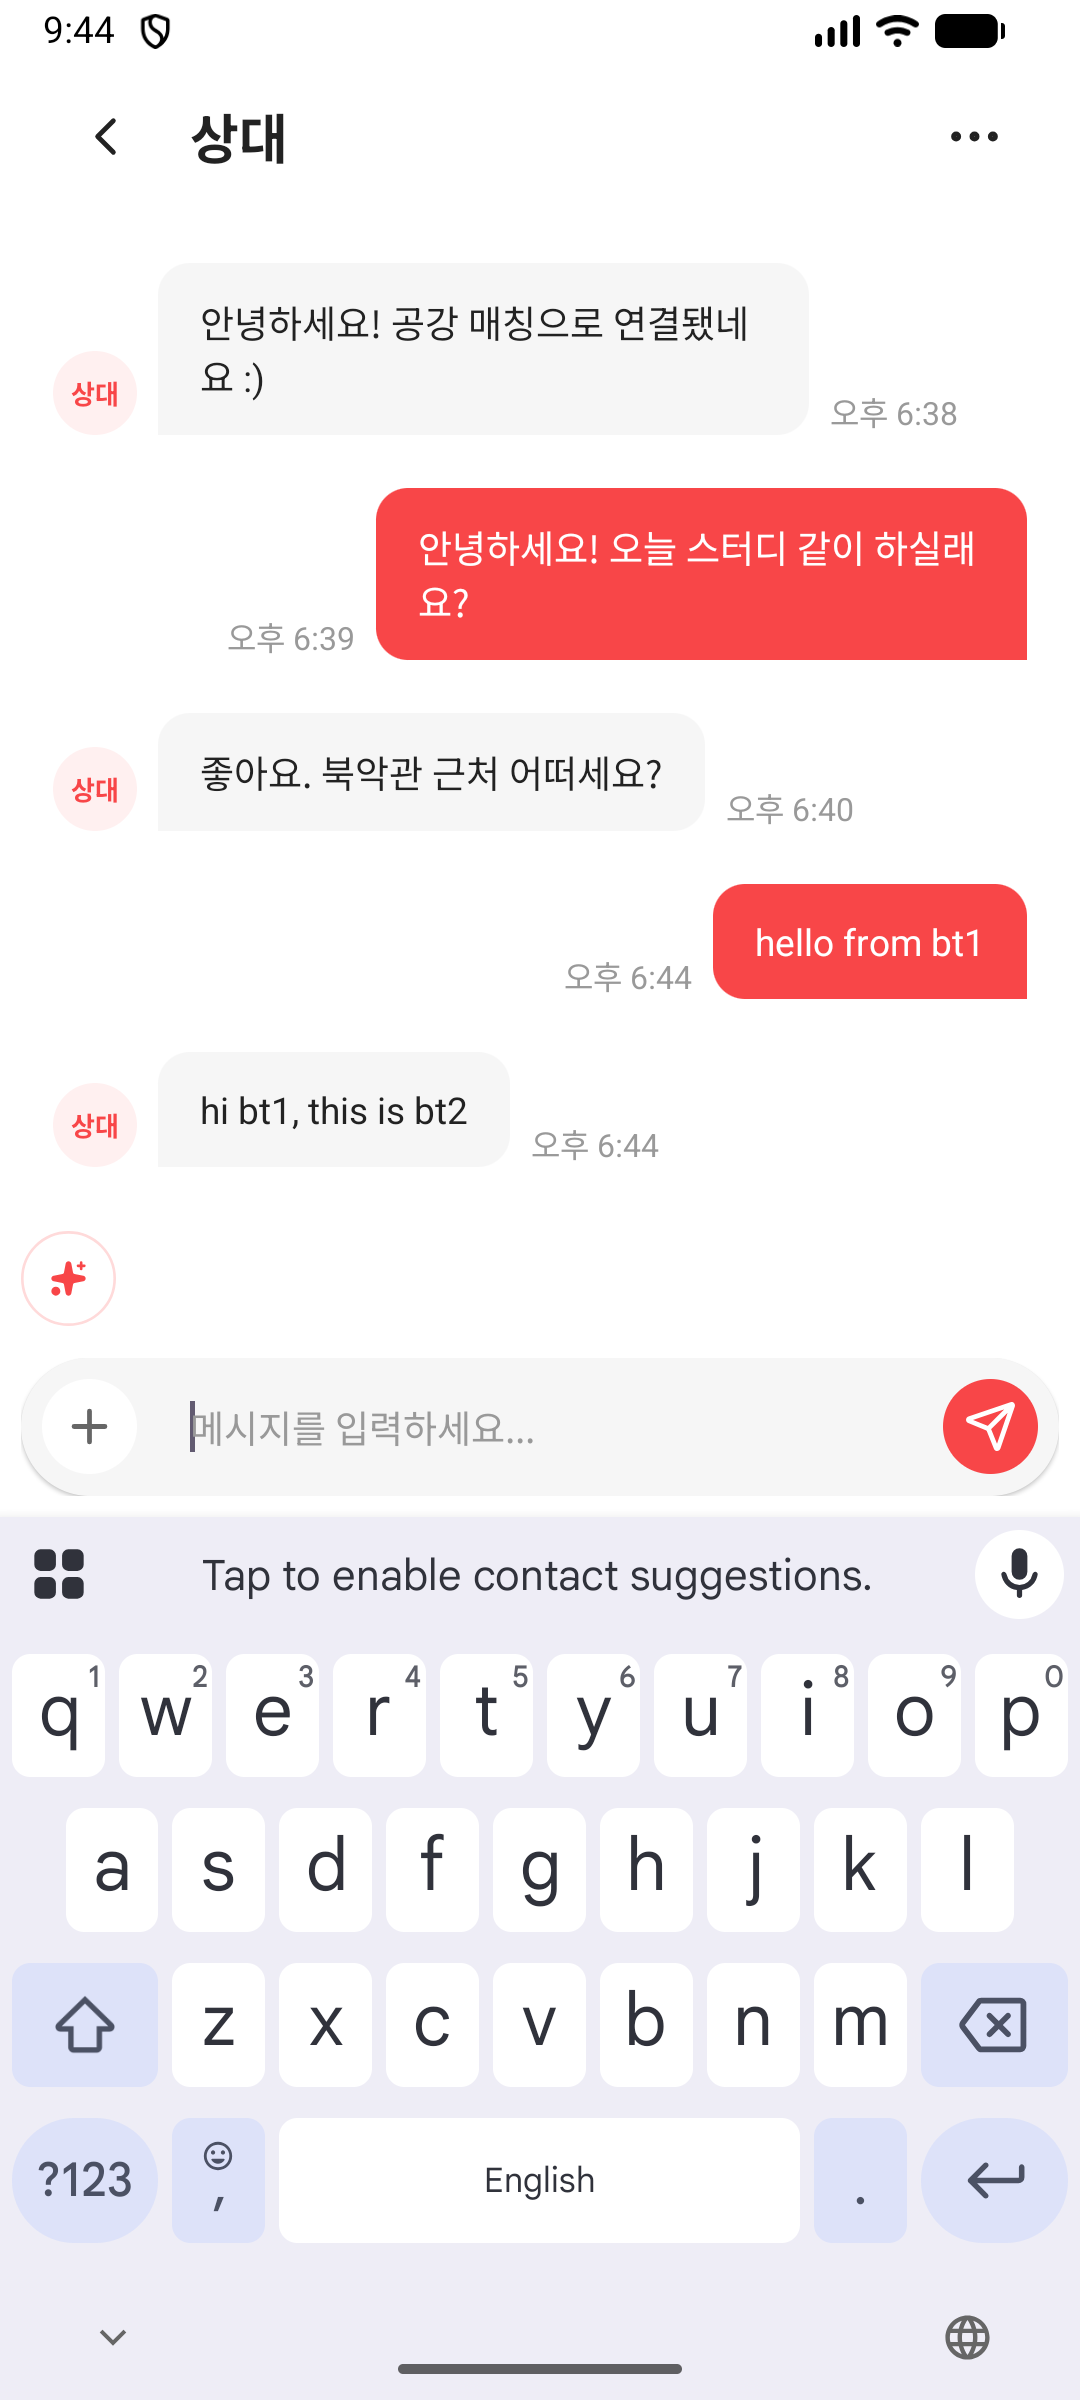 9:44
상대
안녕하세요! 공강 매칭으로 연결됐네
요 :)
상대
오후 6:38
안녕하세요! 오늘 스터디 같이 하실래
요?
오후 6:39
좋아요. 북악관 근처 어떠세요?
상대
오후 6:40
hello from bt1
오후 6:44
hi bt1, this is bt2
상대
오후 6:44
메시지를 입력하세요...
Tap to enable contact suggestions.
q1 w2 e3 r4 t5 y6 u7 i8 o9 p0
a s d f g h j k l
z x c v b n m
?123 , English .